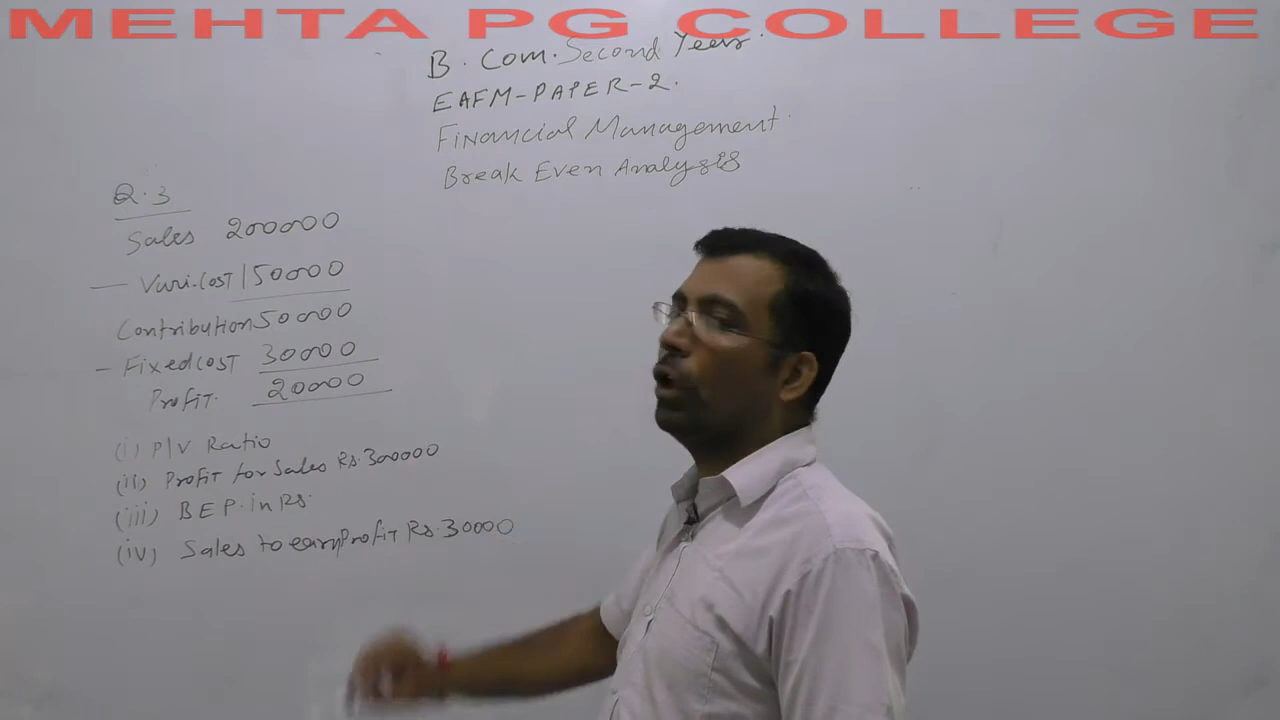 MEHTA PG COLLEGE
B. Com. Second Year
EAFM-PAPER-2.
Financial Management
Break Even Analysis
Q.3
Sales 200000
— Vari.Cost 150000
Contribution 50000
- Fixed cost 30000
Profit. 20000
(i) P/V Ratio
(ii) Profit for Sales Rs.300000
(iii) BEP. in Rs.
(iv) Sales to earn Profit Rs.30000